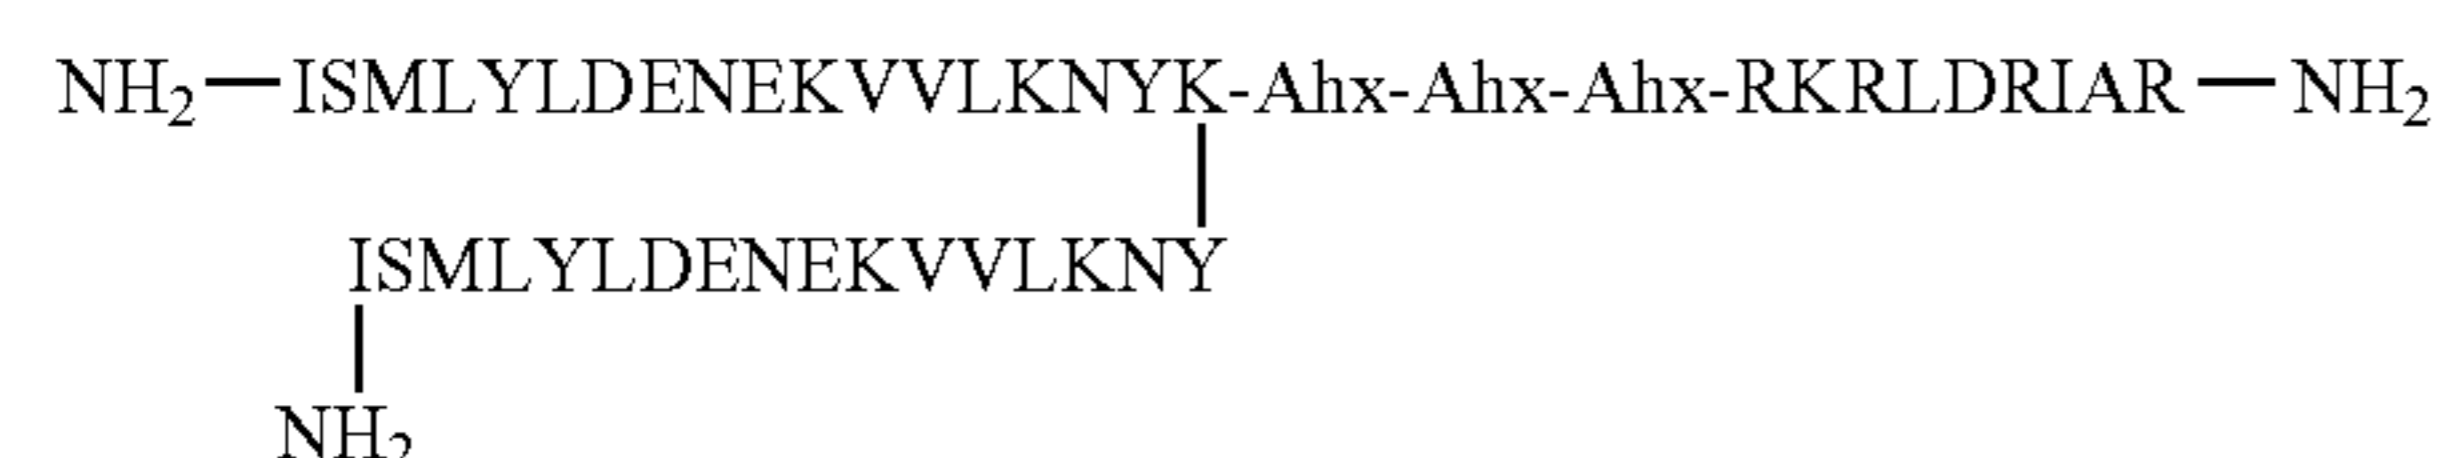 NH₂—ISMLYLDENEKVVLKNYK-Ahx-Ahx-Ahx-RKRLDRIAR—NH₂
ISMLYLDENEKVVLKNY
NH₂